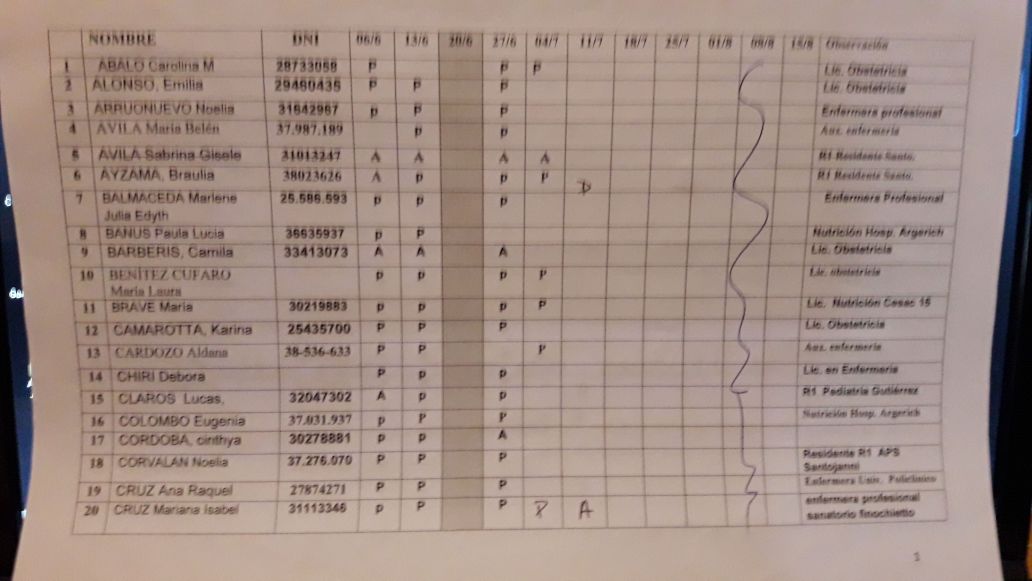 NOMBRE DNI 06/6 13/6 20/6 27/6 04/7 11/7 18/7 25/7 01/8 08/8 15/8 Observación
1 ABALO Carolina M 28733058 P P P Lic. Obstetricia
2 ALONSO, Emilia 29460435 P P P Lic. Obstetricia
3 ARRUONUEVO Noelia 31642967 p P P Enfermera profesional
4 AVILA María Belén 37.987.189 p p Aux. enfermería
5 AVILA Sabrina Gisele 31013247 A A A A R1 Residente Santo.
6 AYZAMA, Braulia 38023626 A p p P R1 Residente Santo.
7 BALMACEDA Marlene 25.586.593 p p p Enfermera Profesional
Julia Edyth
8 BANUS Paula Lucia 36635937 p P Nutrición Hosp. Argerich
9 BARBERIS, Camila 33413073 A A A Lic. Obstetricia
10 BENÍTEZ CUFARO p p p P Lic. obstetricia
María Laura
11 BRAVE Maria 30219883 p p p P Lic. Nutrición Cesac 15
12 CAMAROTTA, Karina 25435700 P P P Lic. Obstetricia
13 CARDOZO Aldana 38-536-633 P P P Aux. enfermería
14 CHIRI Debora P p p Lic. en Enfermería
15 CLAROS Lucas, 32047302 A p p R1 Pediatria Gutiérrez
16 COLOMBO Eugenia 37.031.937 p P P Nutrición Hosp. Argerich
17 CORDOBA, cinthya 30278881 p p A
18 CORVALAN Noelia 37.276.070 P P P Residente R1 APS
Santojanni
19 CRUZ Ana Raquel 27874271 P P P Enfermera Univ. Policlínico
20 CRUZ Mariana Isabel 31113346 p P P P A enfermera profesional
sanatorio finochietto
1